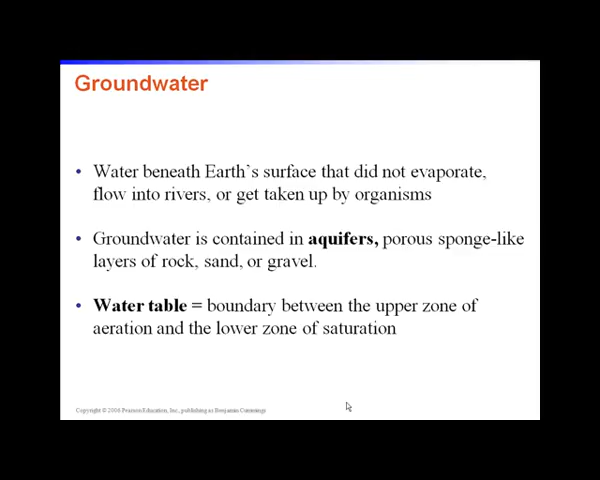 Groundwater
• Water beneath Earth's surface that did not evaporate,
flow into rivers, or get taken up by organisms
• Groundwater is contained in aquifers, porous sponge-like
layers of rock, sand, or gravel.
• Water table = boundary between the upper zone of
aeration and the lower zone of saturation
Copyright © 2006 Pearson Education, Inc., publishing as Benjamin Cummings